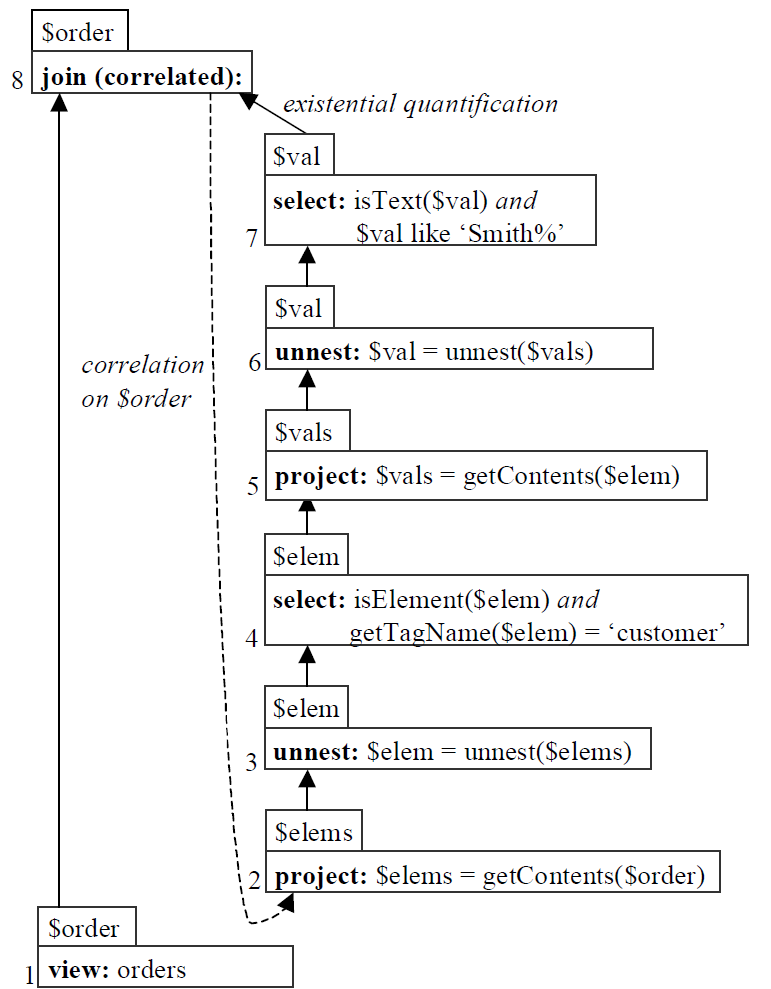 $order
8 join (correlated):
existential quantification
$val
select: isText($val) and
7 $val like ‘Smith%’
$val
6 unnest: $val = unnest($vals)
correlation
on $order
$vals
5 project: $vals = getContents($elem)
$elem
select: isElement($elem) and
4 getTagName($elem) = ‘customer’
$elem
3 unnest: $elem = unnest($elems)
$elems
2 project: $elems = getContents($order)
$order
1 view: orders